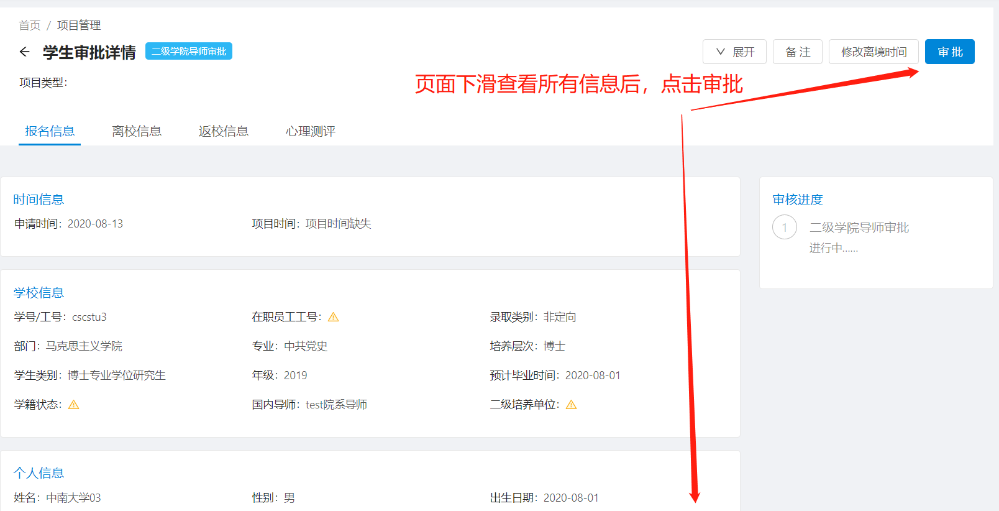 首页 / 项目管理
学生审批详情 二级学院导师审批
展开 备 注 修改离境时间 审 批
项目类型：
页面下滑查看所有信息后，点击审批
报名信息 离校信息 返校信息 心理测评
时间信息
申请时间：2020-08-13 项目时间：项目时间缺失
审核进度
1 二级学院导师审批
进行中......
学校信息
学号/工号：cscstu3 在职员工工号： 录取类别：非定向
部门：马克思主义学院 专业：中共党史 培养层次：博士
学生类别：博士专业学位研究生 年级：2019 预计毕业时间：2020-08-01
学籍状态： 国内导师：test院系导师 二级培养单位：
个人信息
姓名：中南大学03 性别：男 出生日期：2020-08-01